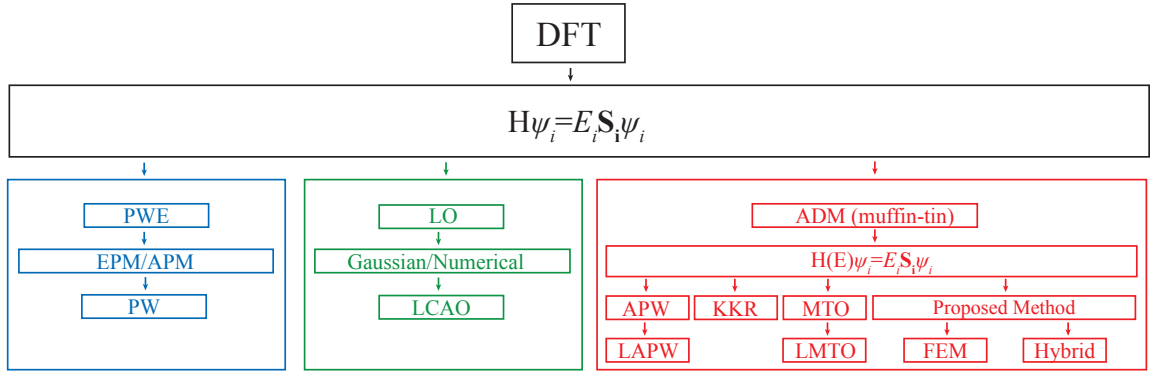 DFT
Hψᵢ=EᵢSᵢψᵢ
PWE
EPM/APM
PW
LO
Gaussian/Numerical
LCAO
ADM (muffin-tin)
H(E)ψᵢ=EᵢSᵢψᵢ
APW
KKR
MTO
Proposed Method
LAPW
LMTO
FEM
Hybrid